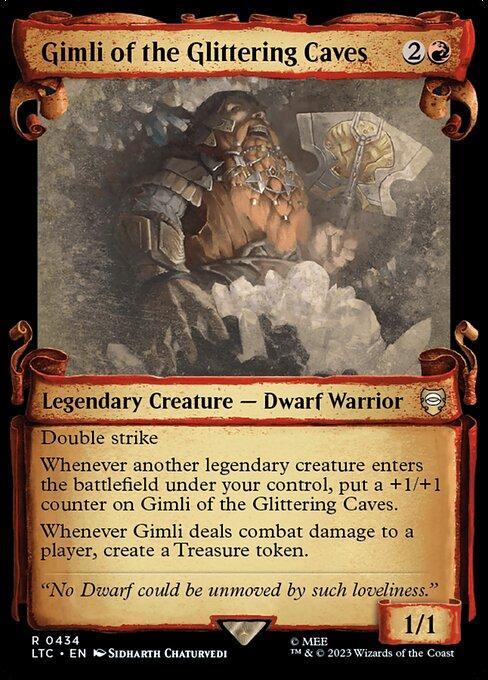 Gimli of the Glittering Caves 2
Legendary Creature — Dwarf Warrior
Double strike
Whenever another legendary creature enters
the battlefield under your control, put a +1/+1
counter on Gimli of the Glittering Caves.
Whenever Gimli deals combat damage to a
player, create a Treasure token.
“No Dwarf could be unmoved by such loveliness.”
1/1
R 0434
LTC • EN SIDHARTH CHATURVEDI
© MEE
™ & © 2023 Wizards of the Coast